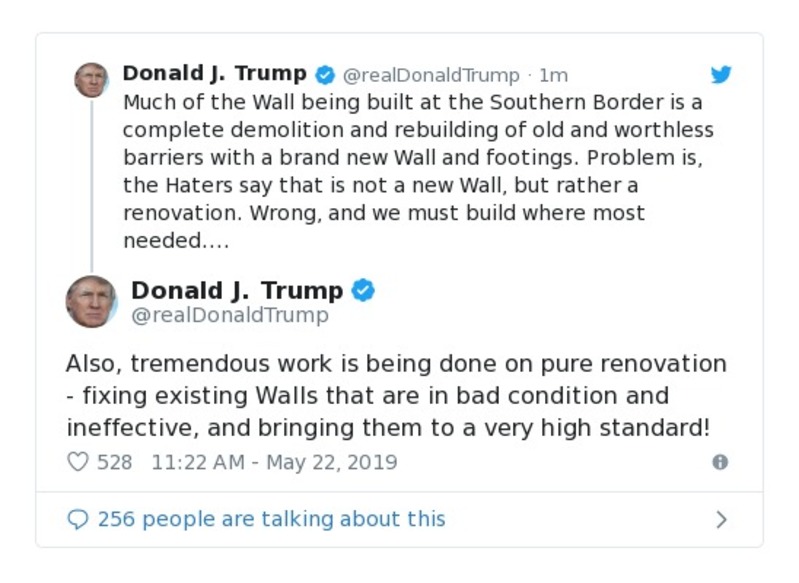 Donald J. Trump @realDonaldTrump · 1m
Much of the Wall being built at the Southern Border is a
complete demolition and rebuilding of old and worthless
barriers with a brand new Wall and footings. Problem is,
the Haters say that is not a new Wall, but rather a
renovation. Wrong, and we must build where most
needed....
Donald J. Trump
@realDonaldTrump
Also, tremendous work is being done on pure renovation
- fixing existing Walls that are in bad condition and
ineffective, and bringing them to a very high standard!
528 11:22 AM - May 22, 2019
256 people are talking about this